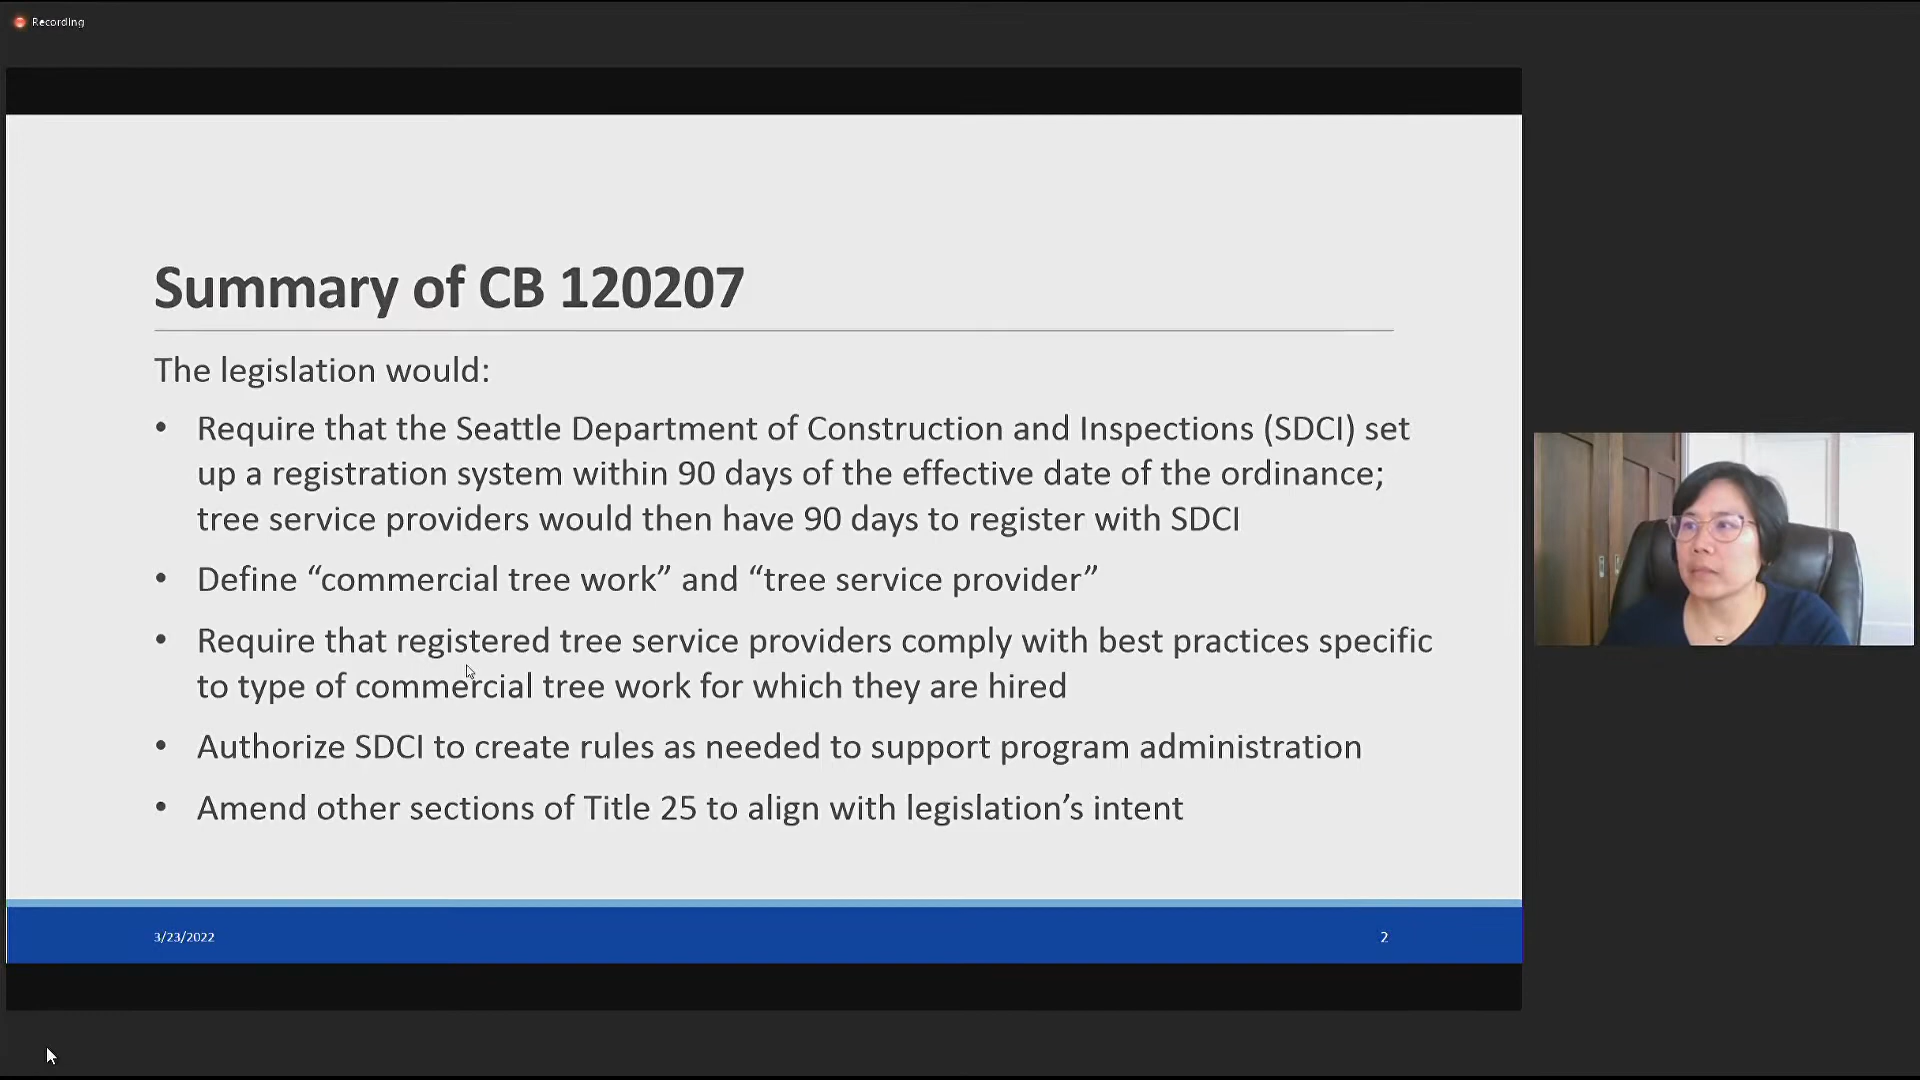 Recording
Summary of CB 120207
The legislation would:
• Require that the Seattle Department of Construction and Inspections (SDCI) set
up a registration system within 90 days of the effective date of the ordinance;
tree service providers would then have 90 days to register with SDCI
• Define “commercial tree work” and “tree service provider”
• Require that registered tree service providers comply with best practices specific
to type of commercial tree work for which they are hired
• Authorize SDCI to create rules as needed to support program administration
• Amend other sections of Title 25 to align with legislation’s intent
3/23/2022
2